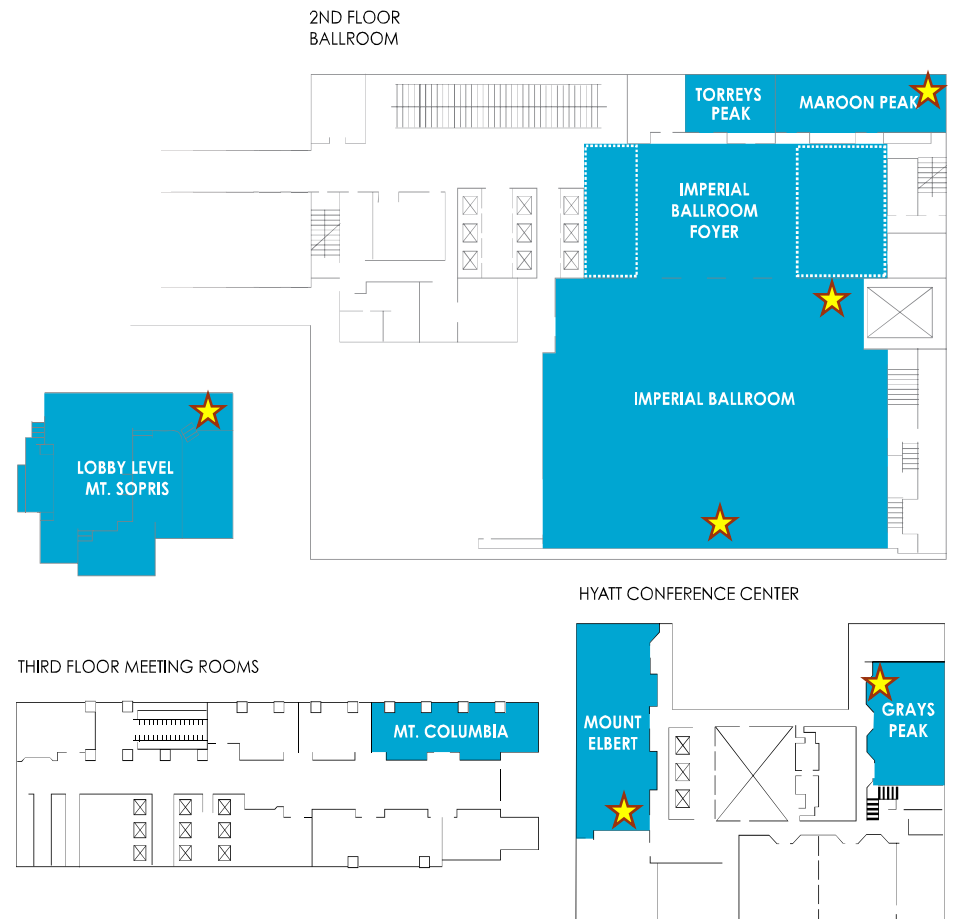 2ND FLOOR
BALLROOM
TORREYS
PEAK
MAROON PEAK
IMPERIAL
BALLROOM
FOYER
IMPERIAL BALLROOM
LOBBY LEVEL
MT. SOPRIS
HYATT CONFERENCE CENTER
THIRD FLOOR MEETING ROOMS
MT. COLUMBIA
MOUNT
ELBERT
GRAYS
PEAK